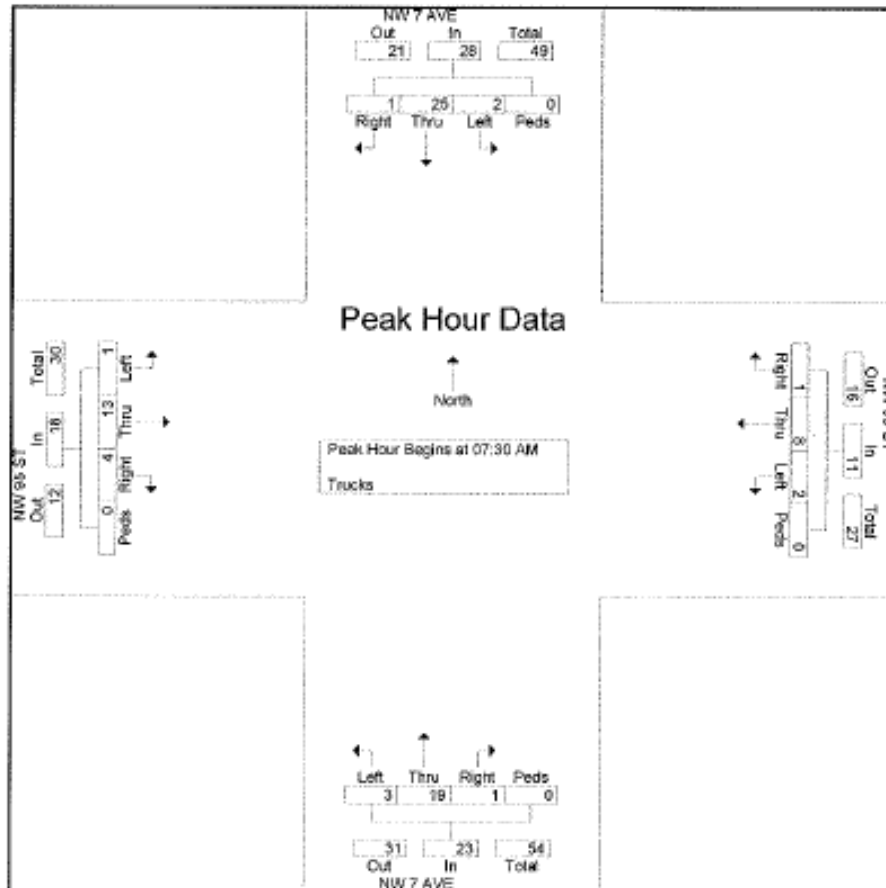 NW 7 AVE
Out In Total
21 28 49
1 25 2 0
Right Thru Left Peds
Peak Hour Data
North
Peak Hour Begins at 07:30 AM
Trucks
NW 95 ST
Out In Total
12 18 30
0 4 13 1
Peds Right Thru Left
Right Thru Left Peds
1 8 2 0
16 11 27
Out In Total
Left Thru Right Peds
3 19 1 0
31 23 54
Out In Total
NW 7 AVE